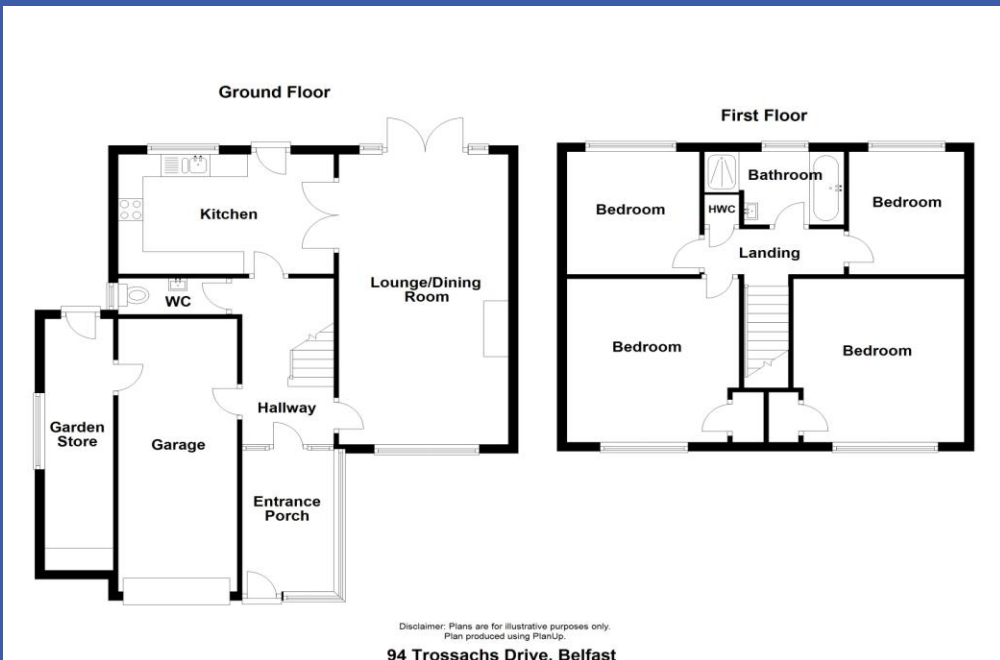 Ground Floor
Kitchen
WC
Lounge/Dining
Room
Hallway
Garden
Store
Garage
Entrance
Porch
First Floor
Bedroom
HWC
Bathroom
Bedroom
Landing
Bedroom
Bedroom
Disclaimer: Plans are for illustrative purposes only.
Plan produced using PlanUp.
94 Trossachs Drive, Belfast